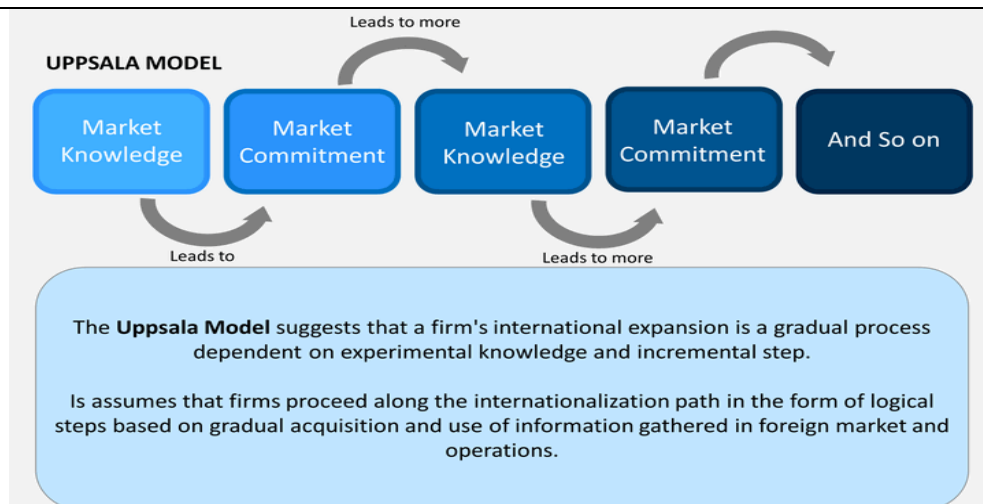 Leads to more
UPPSALA MODEL
Market
Knowledge
Market
Commitment
Market
Knowledge
Market
Commitment
And So on
Leads to
Leads to more
The Uppsala Model suggests that a firm's international expansion is a gradual process
dependent on experimental knowledge and incremental step.
Is assumes that firms proceed along the internationalization path in the form of logical
steps based on gradual acquisition and use of information gathered in foreign market and
operations.